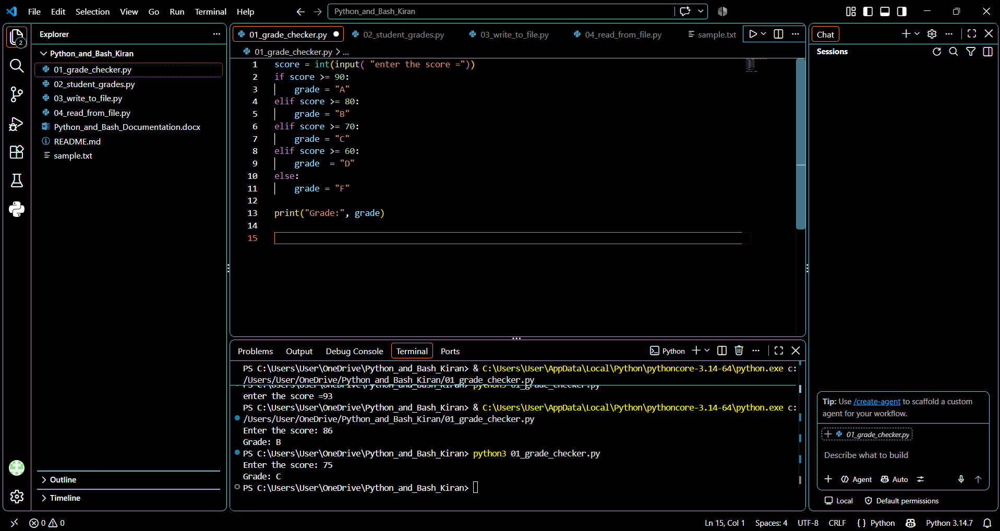 File Edit Selection View Go Run Terminal Help
Python_and_Bash_Kiran
2
Explorer
Python_and_Bash_Kiran
01_grade_checker.py
02_student_grades.py
03_write_to_file.py
04_read_from_file.py
Python_and_Bash_Documentation.docx
README.md
sample.txt
Outline
Timeline
01_grade_checker.py 02_student_grades.py 03_write_to_file.py 04_read_from_file.py sample.txt
01_grade_checker.py > ...
1 score = int(input( "enter the score ="))
2 if score >= 90:
3 grade = "A"
4 elif score >= 80:
5 grade = "B"
6 elif score >= 70:
7 grade = "C"
8 elif score >= 60:
9 grade  = "D"
10 else:
11 grade = "F"
12
13 print("Grade:", grade)
14
15
Problems Output Debug Console Terminal Ports
Python
PS C:\Users\User\OneDrive\Python_and_Bash_Kiran> & C:\Users\User\AppData\Local\Python\pythoncore-3.14-64\python.exe c:
/Users/User/OneDrive/Python_and_Bash_Kiran/01_grade_checker.py
PS C:\Users\User\OneDrive\Python_and_Bash_Kiran> python3 01_grade_checker.py
enter the score =93
PS C:\Users\User\OneDrive\Python_and_Bash_Kiran> & C:\Users\User\AppData\Local\Python\pythoncore-3.14-64\python.exe c:
/Users/User/OneDrive/Python_and_Bash_Kiran/01_grade_checker.py
Enter the score: 86
Grade: B
PS C:\Users\User\OneDrive\Python_and_Bash_Kiran> python3 01_grade_checker.py
Enter the score: 75
Grade: C
PS C:\Users\User\OneDrive\Python_and_Bash_Kiran>
Chat
Sessions
Tip: Use /create-agent to scaffold a custom
agent for your workflow.
01_grade_checker.py
Describe what to build
Agent Auto
Local Default permissions
0 0
Ln 15, Col 1 Spaces: 4 UTF-8 CRLF { } Python Python 3.14.7